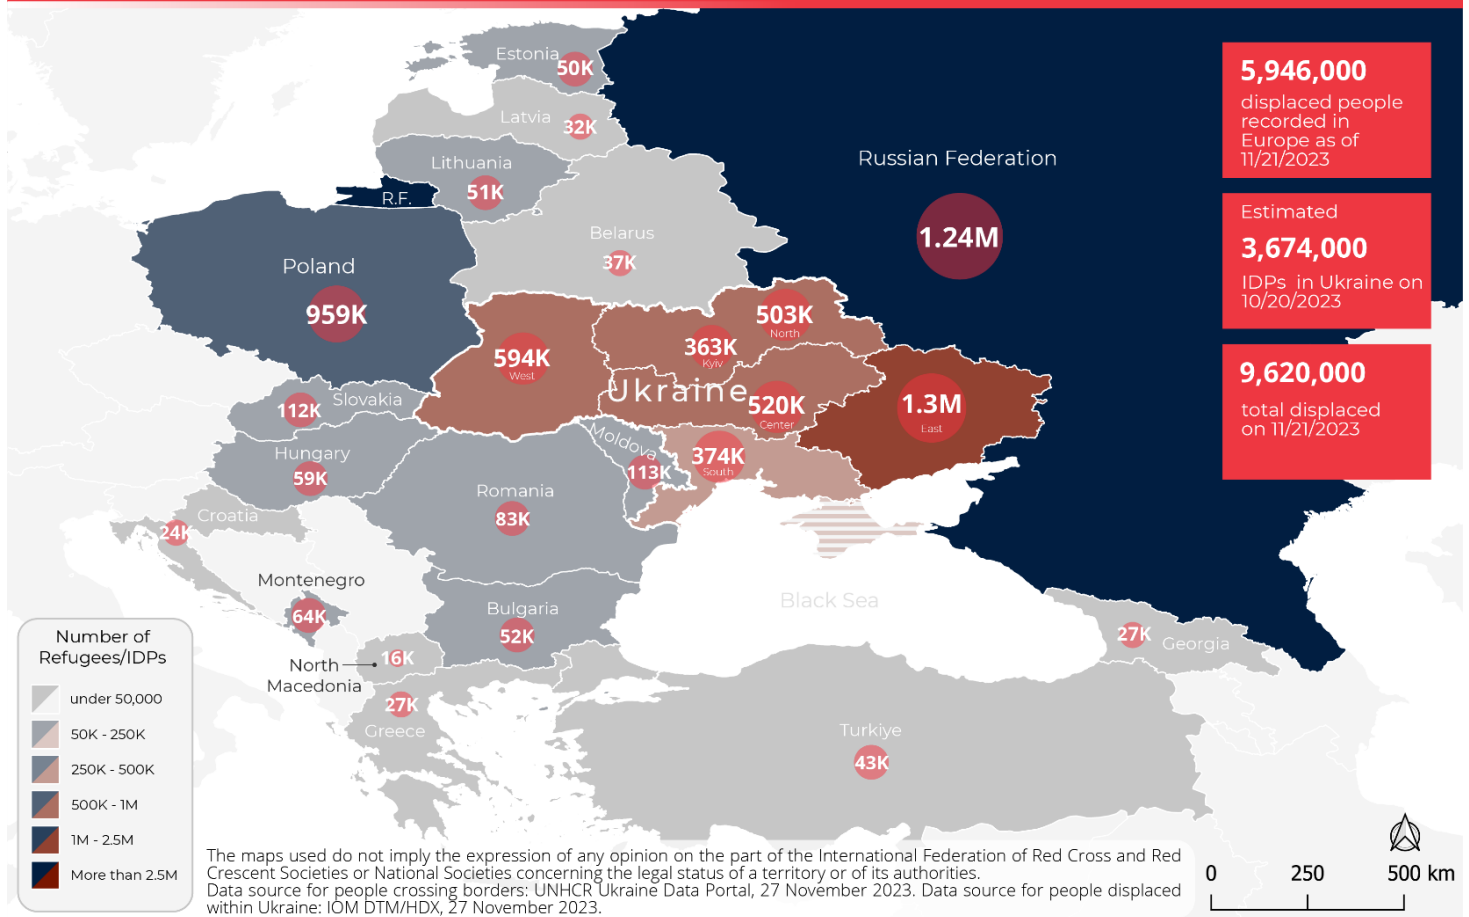 Estonia
50K
Latvia
32K
Lithuania
51K
R.F.
Russian Federation
1.24M
Belarus
37K
Poland
959K
503K
North
363K
Kyiv
594K
West
Ukraine
520K
Center
1.3M
East
Slovakia
112K
Moldova
113K
374K
South
Hungary
59K
Romania
83K
Croatia
24K
Montenegro
64K
Bulgaria
52K
Black Sea
27K
Georgia
16K
North
Macedonia
27K
Greece
Turkiye
43K
5,946,000
displaced people
recorded in
Europe as of
11/21/2023
Estimated
3,674,000
IDPs in Ukraine on
10/20/2023
9,620,000
total displaced
on 11/21/2023
Number of
Refugees/IDPs
under 50,000
50K - 250K
250K - 500K
500K - 1M
1M - 2.5M
More than 2.5M
The maps used do not imply the expression of any opinion on the part of the International Federation of Red Cross and Red
Crescent Societies or National Societies concerning the legal status of a territory or of its authorities.
Data source for people crossing borders: UNHCR Ukraine Data Portal, 27 November 2023. Data source for people displaced
within Ukraine: IOM DTM/HDX, 27 November 2023.
0 250 500 km